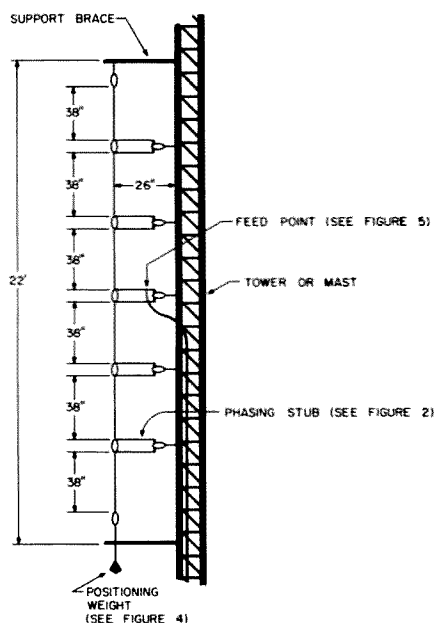 SUPPORT BRACE
38"
38"
26"
38"
FEED POINT (SEE FIGURE 5)
22'
TOWER OR MAST
38"
38"
PHASING STUB (SEE FIGURE 2)
38"
POSITIONING
WEIGHT
(SEE FIGURE 4)